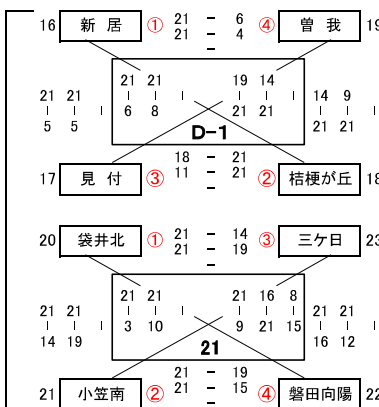 16 新 居 ① 21 － 6 ④ 曽 我 19
21 － 4
－
21 21 19 14
21 21 | | | | | 14 9
| | | 6 8 21 21 | | |
5 5 D-1 21 21
18 － 21
17 見 付 ③ 11 － 21 ② 桔梗が丘 18
－
20 袋井北 ① 21 － 14 ③ 三ケ日 23
21 － 19
－
21 21 21 16 8
21 21 | | | | | | 21 21
| | | 3 10 9 21 15 | | |
14 19 21 16 12
21 － 19
21 小笠南 ② 21 － 15 ④ 磐田向陽 22
－